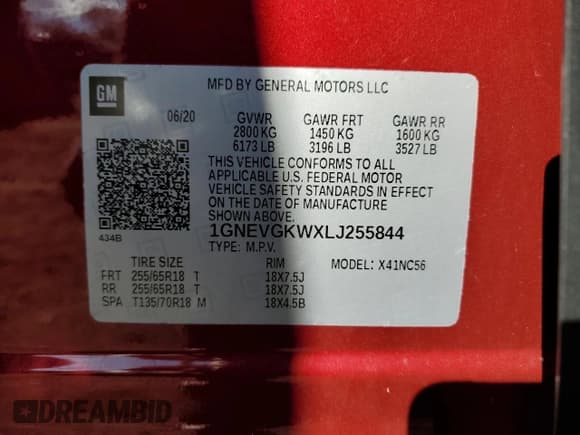 GM
MFD BY GENERAL MOTORS LLC
06/20 GVWR GAWR FRT GAWR RR
2800 KG 1450 KG 1600 KG
6173 LB 3196 LB 3527 LB
THIS VEHICLE CONFORMS TO ALL
APPLICABLE U.S. FEDERAL MOTOR
VEHICLE SAFETY STANDARDS IN EFFECT
ON THE DATE OF MANUFACTURE
SHOWN ABOVE.
434B
1GNEVGKWXLJ255844
TYPE: M.P.V.
TIRE SIZE RIM MODEL: X41NC56
FRT 255/65R18 T 18X7.5J
RR 255/65R18 T 18X7.5J
SPA T135/70R18 M 18X4.5B
DREAMBID